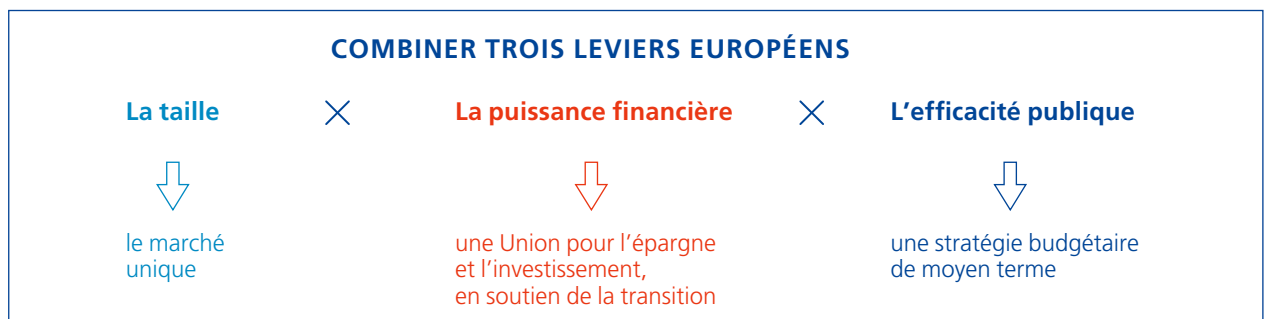 COMBINER TROIS LEVIERS EUROPÉENS
La taille × La puissance financière × L'efficacité publique
le marché
unique
une Union pour l'épargne
et l'investissement,
en soutien de la transition
une stratégie budgétaire
de moyen terme